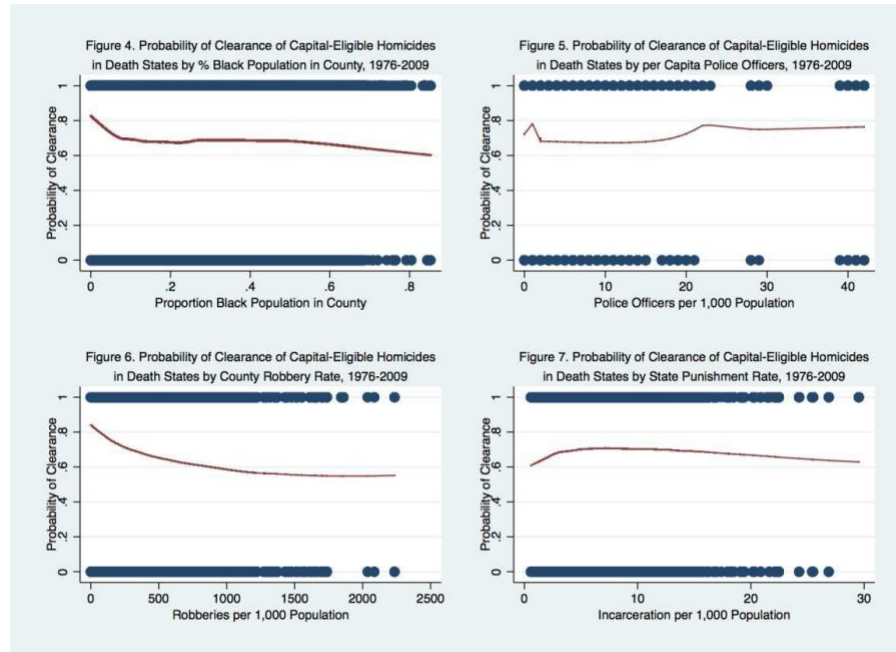 Figure 4. Probability of Clearance of Capital-Eligible Homicides
in Death States by % Black Population in County, 1976-2009
Probability of Clearance
1
.8
.6
.4
.2
0
0 .2 .4 .6 .8
Proportion Black Population in County
Figure 5. Probability of Clearance of Capital-Eligible Homicides
in Death States by per Capita Police Officers, 1976-2009
Probability of Clearance
1
.8
.6
.4
.2
0
0 10 20 30 40
Police Officers per 1,000 Population
Figure 6. Probability of Clearance of Capital-Eligible Homicides
in Death States by County Robbery Rate, 1976-2009
Probability of Clearance
1
.8
.6
.4
.2
0
0 500 1000 1500 2000 2500
Robberies per 1,000 Population
Figure 7. Probability of Clearance of Capital-Eligible Homicides
in Death States by State Punishment Rate, 1976-2009
Probability of Clearance
1
.8
.6
.4
.2
0
0 10 20 30
Incarceration per 1,000 Population